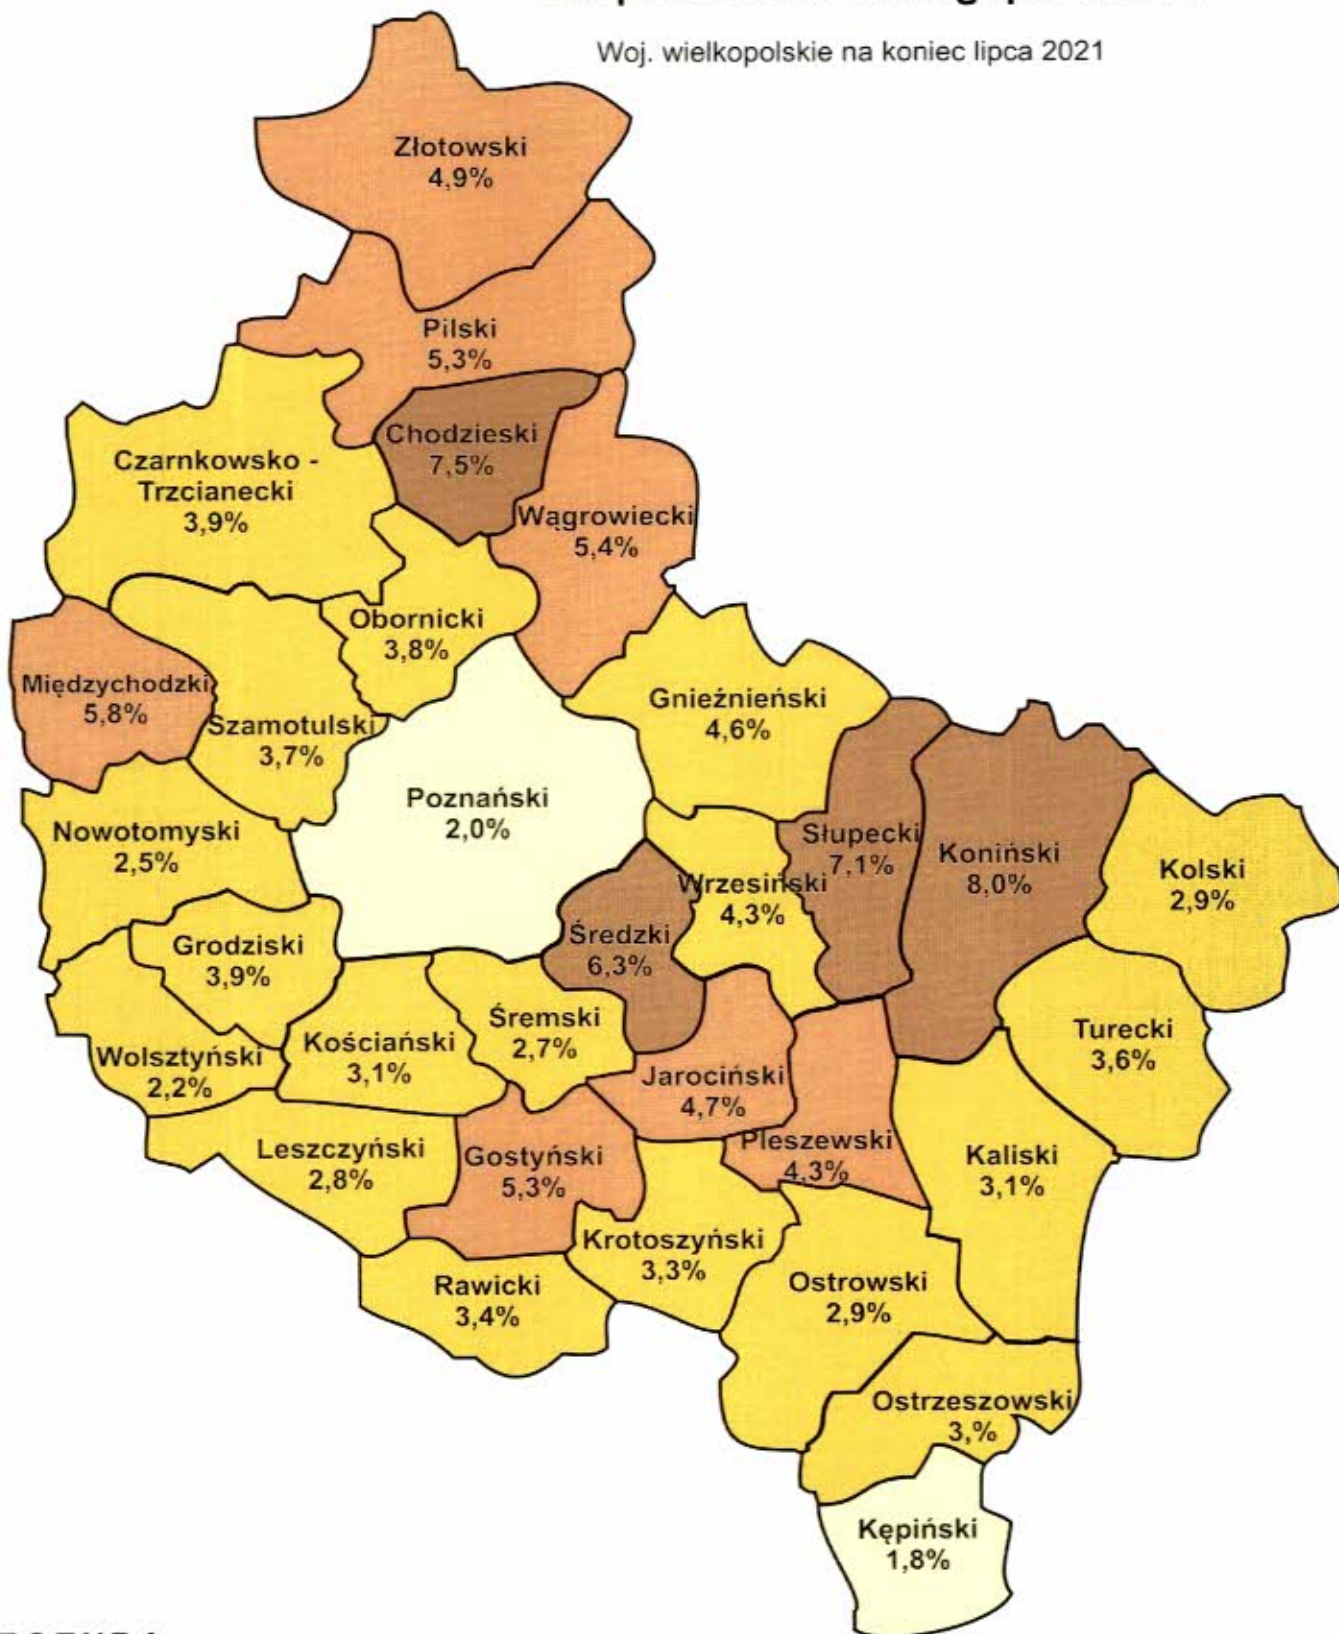 Woj. wielkopolskie na koniec lipca 2021
Złotowski
4,9%
Pilski
5,3%
Chodzieski
7,5%
Czarnkowsko -
Trzcianecki
3,9%
Wągrowiecki
5,4%
Obornicki
3,8%
Międzychodzki
5,8%
Szamotulski
3,7%
Gnieźnieński
4,6%
Poznański
2,0%
Nowotomyski
2,5%
Słupecki
7,1%
Koniński
8,0%
Kolski
2,9%
Wrzesiński
4,3%
Średzki
6,3%
Grodziski
3,9%
Śremski
2,7%
Turecki
3,6%
Kościański
3,1%
Wolsztyński
2,2%
Jarociński
4,7%
Pleszewski
4,3%
Leszczyński
2,8%
Gostyński
5,3%
Kaliski
3,1%
Krotoszyński
3,3%
Rawicki
3,4%
Ostrowski
2,9%
Ostrzeszowski
3,%
Kępiński
1,8%